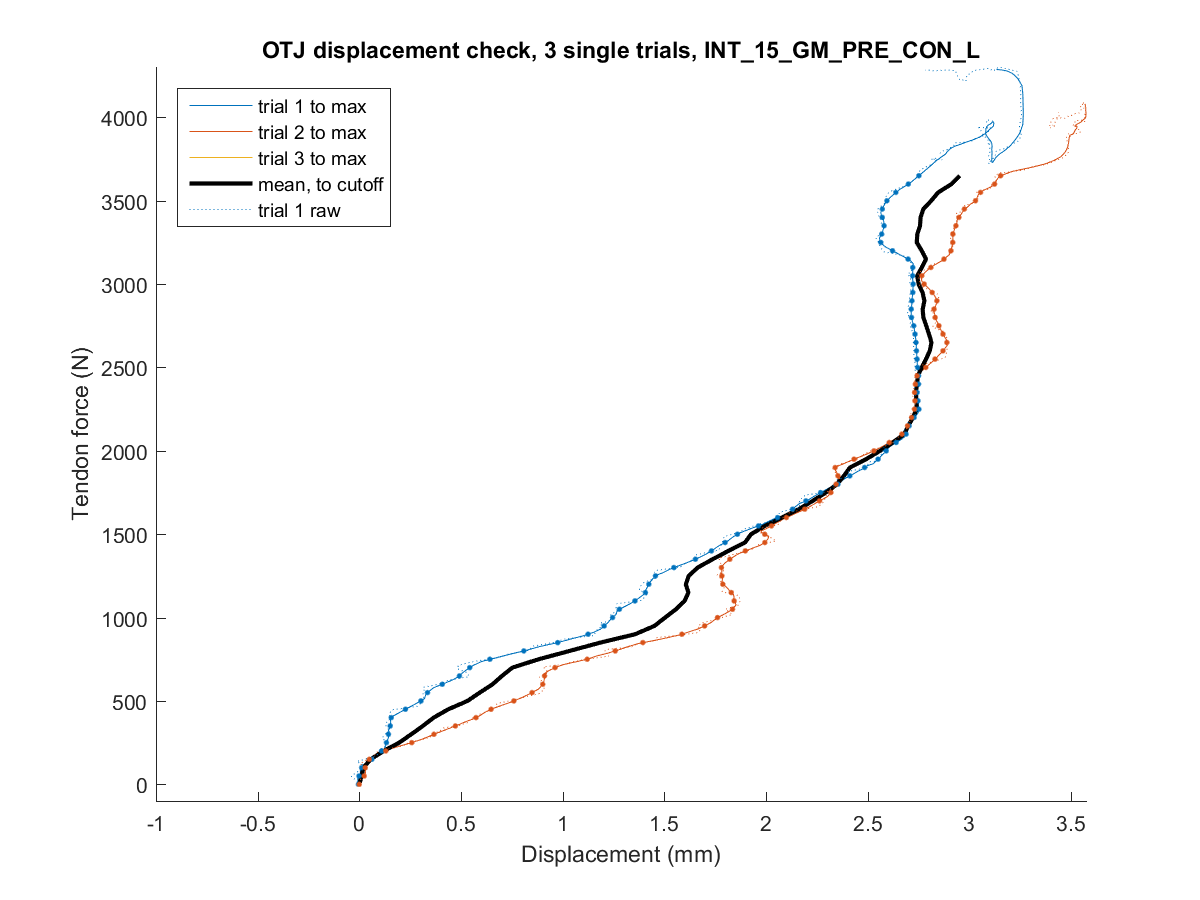 OTJ displacement check, 3 single trials, INT_15_GM_PRE_CON_L
trial 1 to max
trial 2 to max
trial 3 to max
mean, to cutoff
trial 1 raw
4000
3500
3000
2500
2000
1500
1000
500
0
Tendon force (N)
-1 -0.5 0 0.5 1 1.5 2 2.5 3 3.5
Displacement (mm)